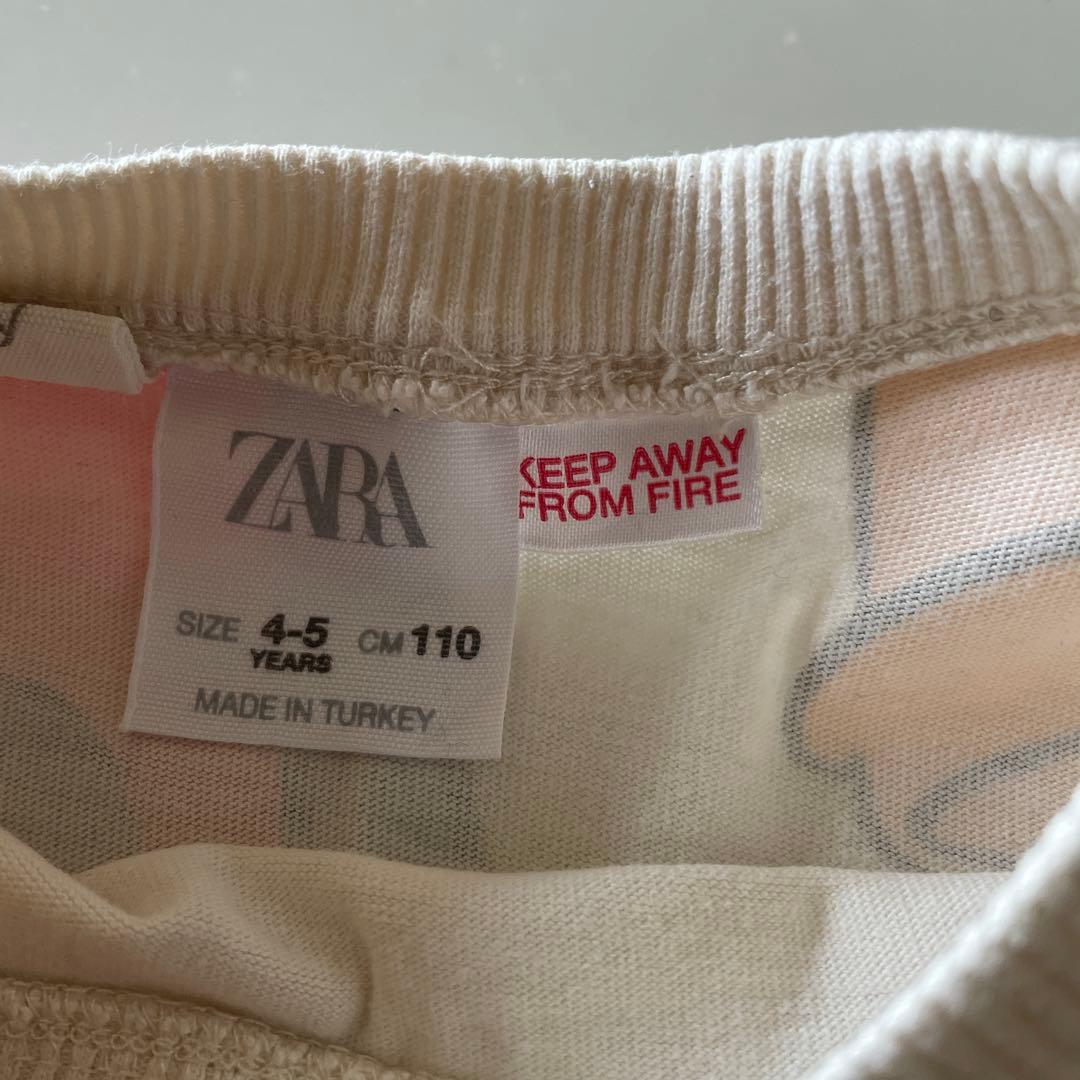 ZARA
KEEP AWAY
FROM FIRE
SIZE 4-5 CM 110
YEARS
MADE IN TURKEY